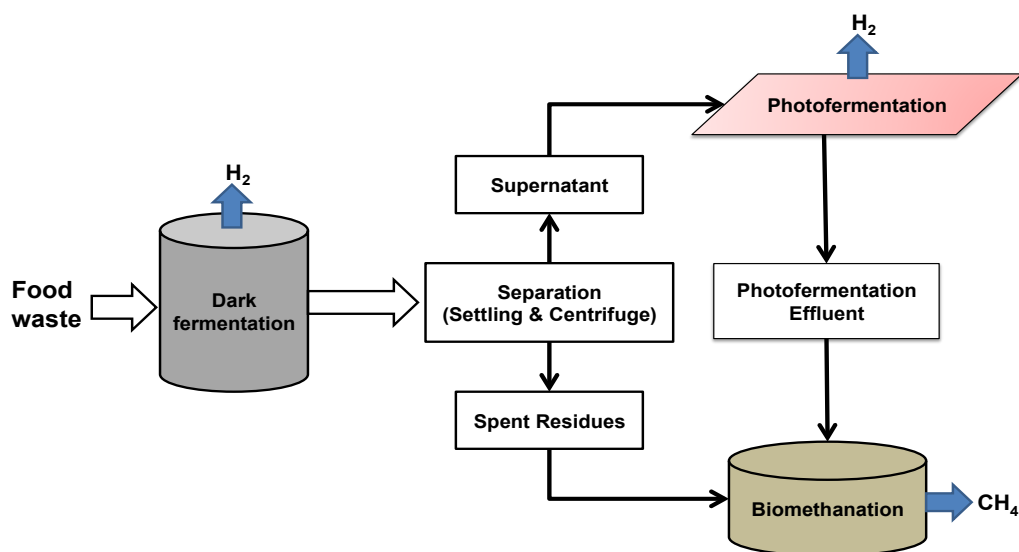 H₂
Photofermentation
Supernatant
H₂
Food
waste
Dark
fermentation
Separation
(Settling & Centrifuge)
Photofermentation
Effluent
Spent Residues
Biomethanation
CH₄